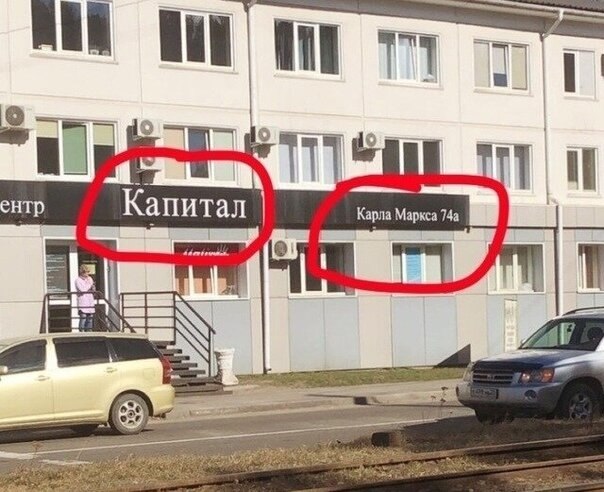 ентр
Капитал
Карла Маркса 74а